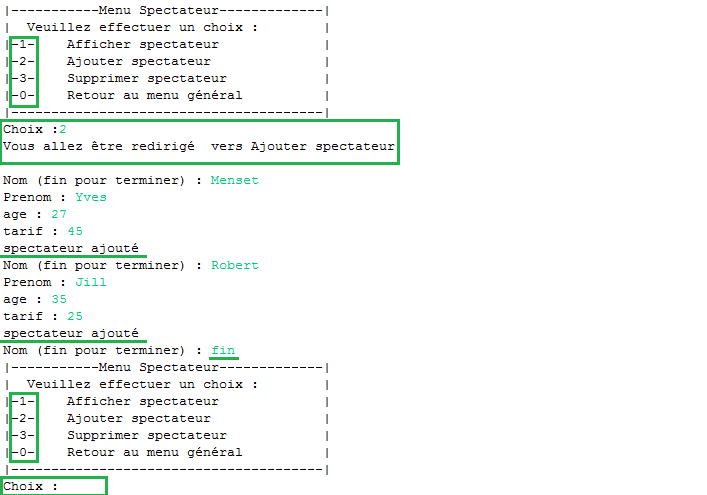 |-----------Menu Spectateur-------------|
|  Veuillez effectuer un choix :        |
|-1-    Afficher spectateur             |
|-2-    Ajouter spectateur              |
|-3-    Supprimer spectateur            |
|-0-    Retour au menu général          |
|---------------------------------------|
Choix :2
Vous allez être redirigé  vers Ajouter spectateur
Nom (fin pour terminer) : Menset
Prenom : Yves
age : 27
tarif : 45
spectateur ajouté
Nom (fin pour terminer) : Robert
Prenom : Jill
age : 35
tarif : 25
spectateur ajouté
Nom (fin pour terminer) : fin
|-----------Menu Spectateur-------------|
|  Veuillez effectuer un choix :        |
|-1-    Afficher spectateur             |
|-2-    Ajouter spectateur              |
|-3-    Supprimer spectateur            |
|-0-    Retour au menu général          |
|---------------------------------------|
Choix :